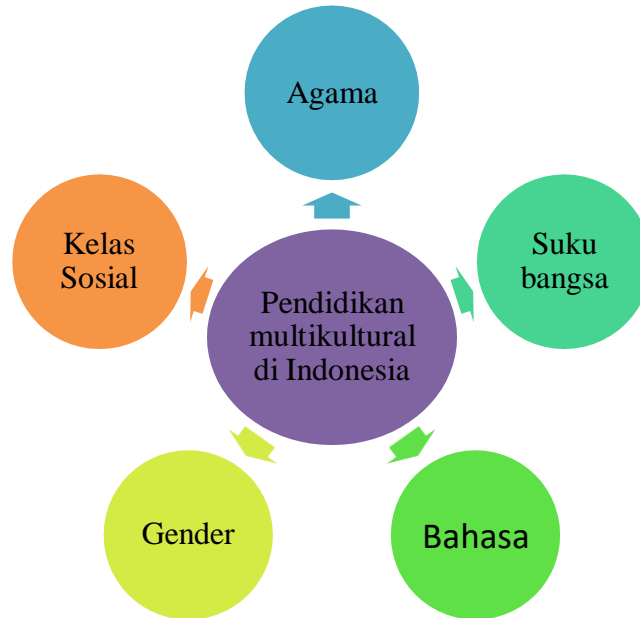 Agama
Kelas
Sosial
Suku
bangsa
Pendidikan
multikultural
di Indonesia
Gender
Bahasa